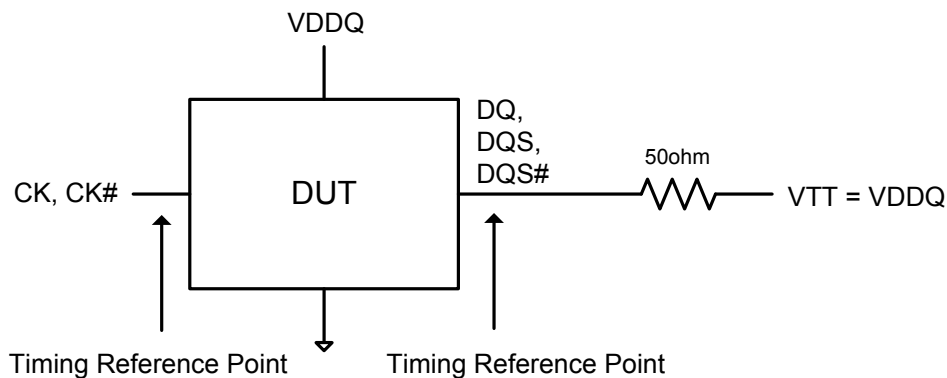 VDDQ
DQ,
DQS,
DQS#
50ohm
CK, CK#
DUT
VTT = VDDQ
Timing Reference Point
Timing Reference Point